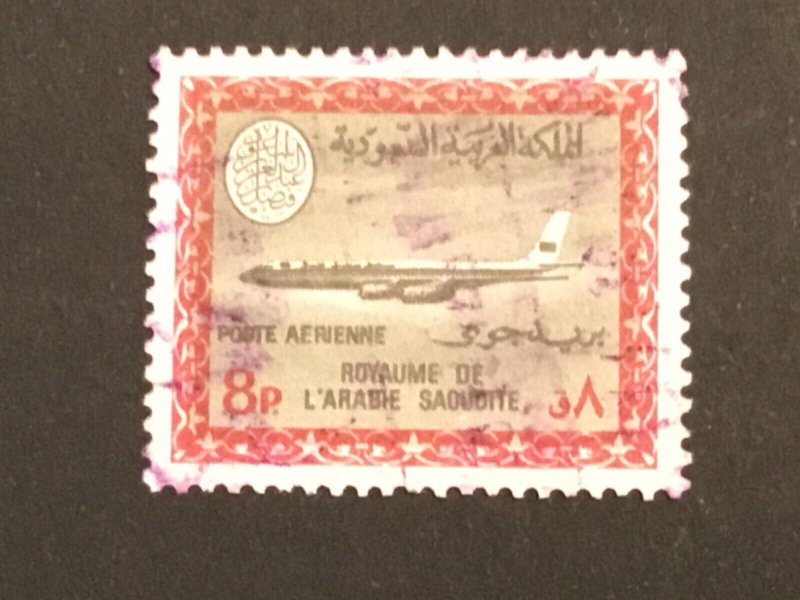 المملكة العربية السعودية
POSTE AERIENNE بريد جوي
ROYAUME DE
8P. L'ARABIE SAOUDITE. ٨ق